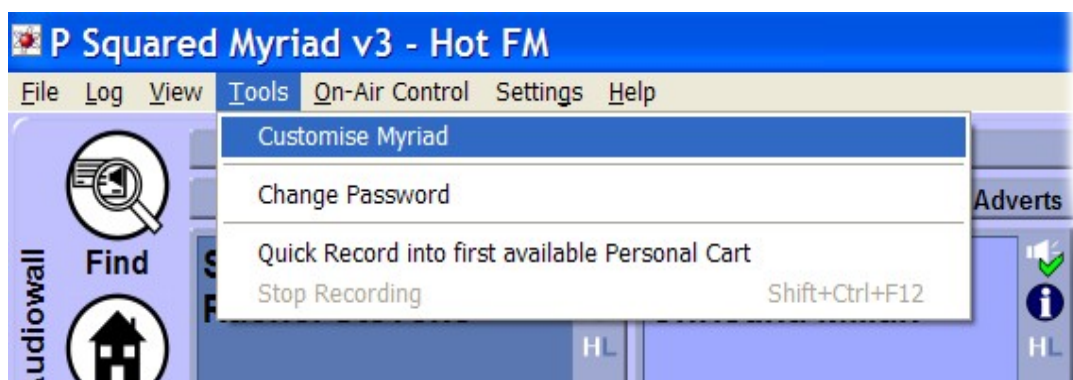 P Squared Myriad v3 - Hot FM
File Log View Tools On-Air Control Settings Help
Customise Myriad
Change Password
Adverts
Quick Record into first available Personal Cart
Stop Recording Shift+Ctrl+F12
Find
Audiowall
HL
HL